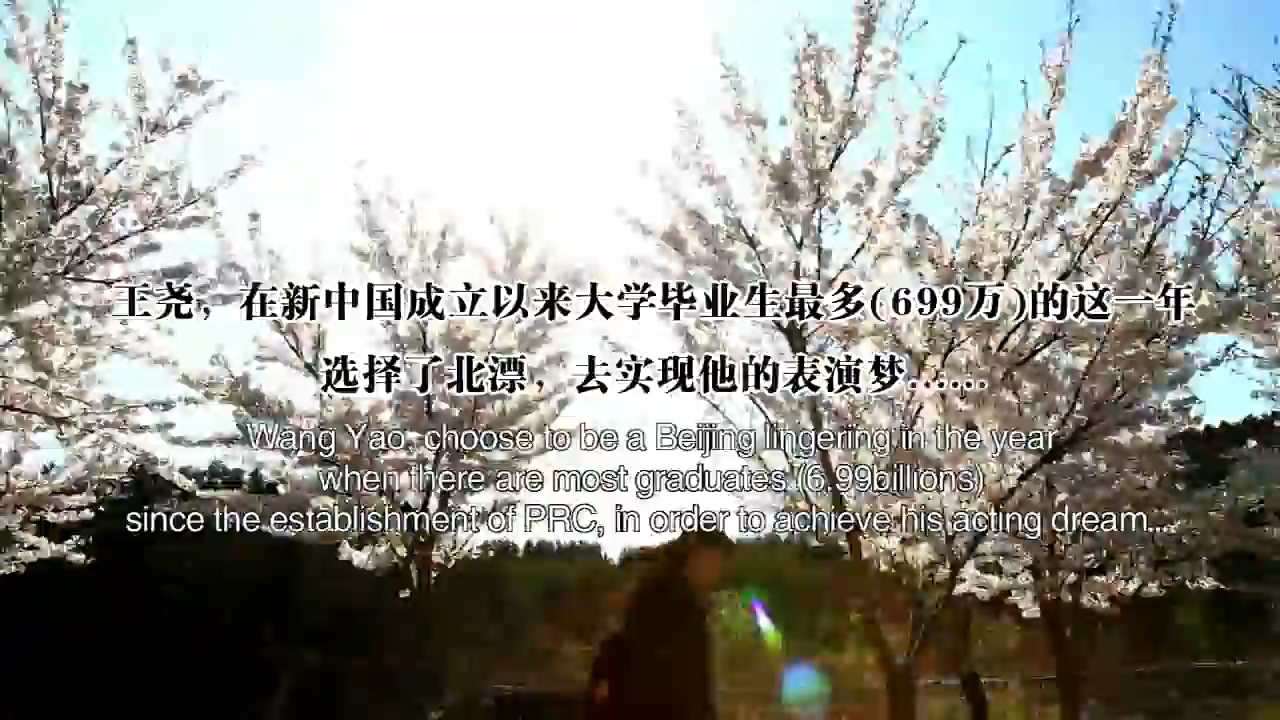 王尧，在新中国成立以来大学毕业生最多(699万)的这一年
选择了北漂，去实现他的表演梦......
Wang Yao, choose to be a Beijing lingering in the year
when there are most graduates (6.99billions)
since the establishment of PRC, in order to achieve his acting dream...